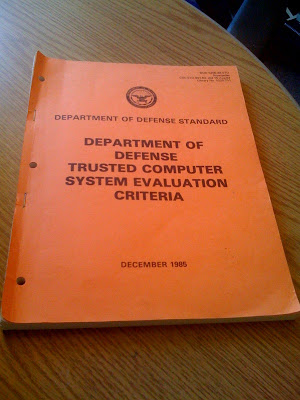 DEPARTMENT OF DEFENSE STANDARD
DEPARTMENT OF
DEFENSE
TRUSTED COMPUTER
SYSTEM EVALUATION
CRITERIA
DECEMBER 1985